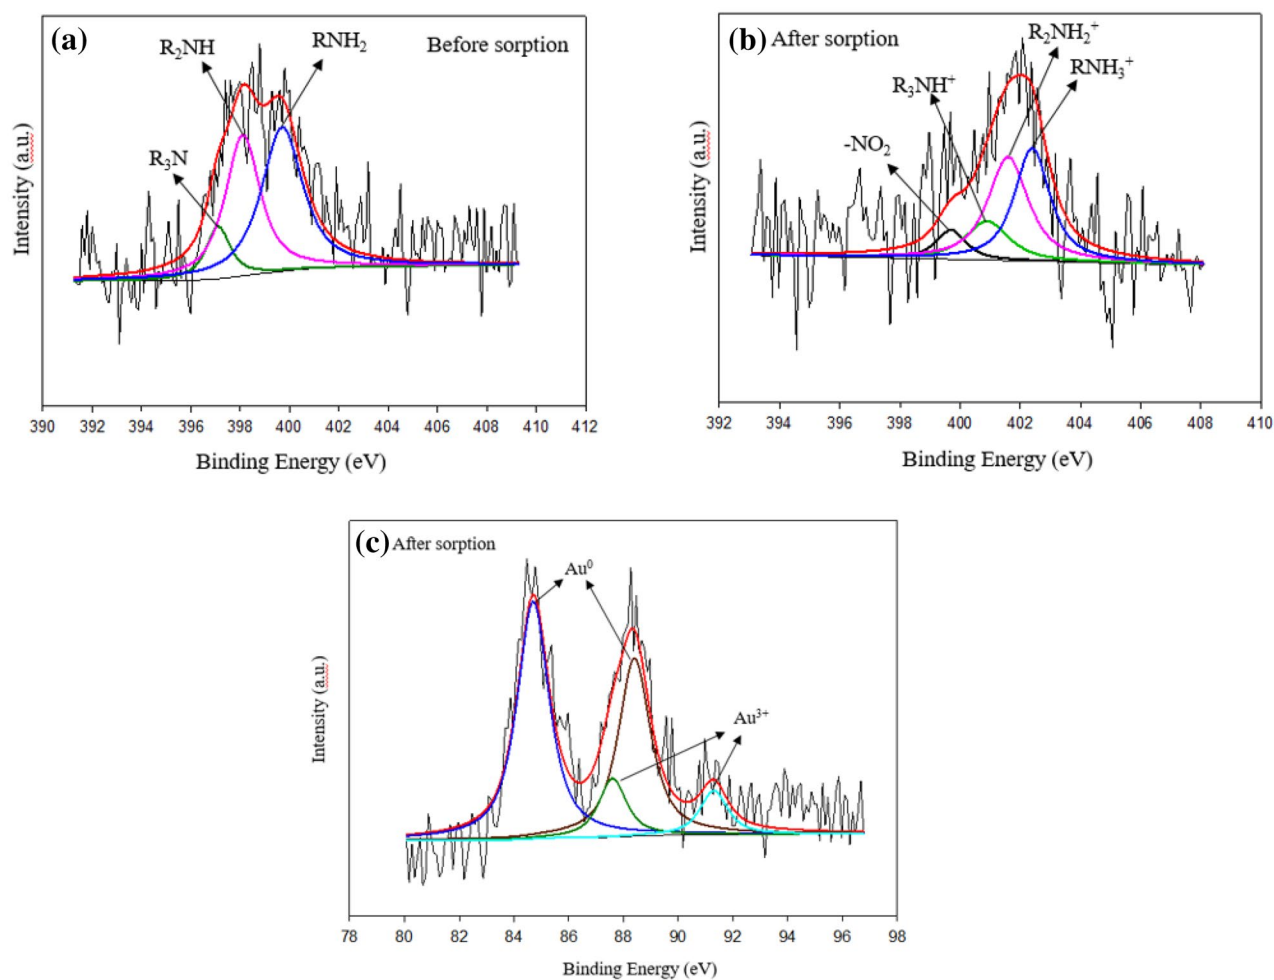 (a)
R₂NH
RNH₂
Before sorption
R₃N
Intensity (a.u.)
390 392 394 396 398 400 402 404 406 408 410 412
Binding Energy (eV)
(b) After sorption
R₂NH₂⁺
RNH₃⁺
R₃NH⁺
-NO₂
Intensity (a.u.)
392 394 396 398 400 402 404 406 408 410
Binding Energy (eV)
(c) After sorption
Au⁰
Au³⁺
Intensity (a.u.)
78 80 82 84 86 88 90 92 94 96 98
Binding Energy (eV)